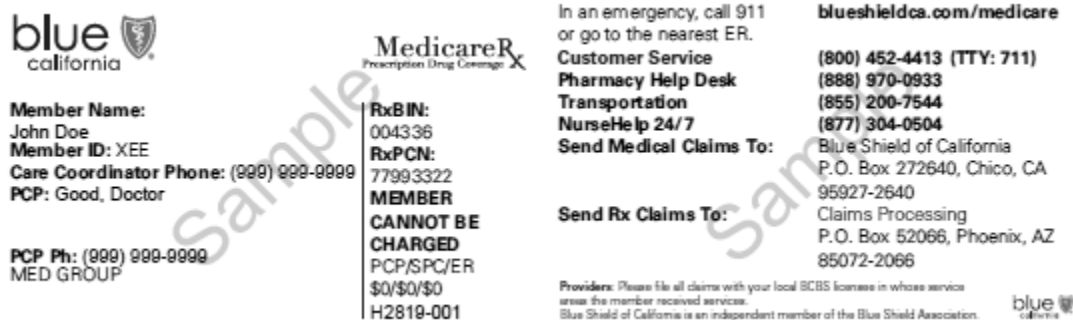 blue
california
MedicareRx
Prescription Drug Coverage
Member Name:
John Doe
Member ID: XEE
Care Coordinator Phone: (999) 999-9999
PCP: Good, Doctor
PCP Ph: (999) 999-9999
MED GROUP
RxBIN:
004336
RxPCN:
77993322
MEMBER
CANNOT BE
CHARGED
PCP/SPC/ER
$0/$0/$0
H2819-001
Sample
In an emergency, call 911
or go to the nearest ER.
blueshieldca.com/medicare
Customer Service (800) 452-4413 (TTY: 711)
Pharmacy Help Desk (888) 970-0933
Transportation (855) 200-7544
NurseHelp 24/7 (877) 304-0504
Send Medical Claims To: Blue Shield of California
P.O. Box 272640, Chico, CA
95927-2640
Send Rx Claims To: Claims Processing
P.O. Box 52066, Phoenix, AZ
85072-2066
Providers: Please file all claims with your local BCBS licensee in whose service
areas the member received services.
Blue Shield of California is an independent member of the Blue Shield Association.
blue
california
Sample